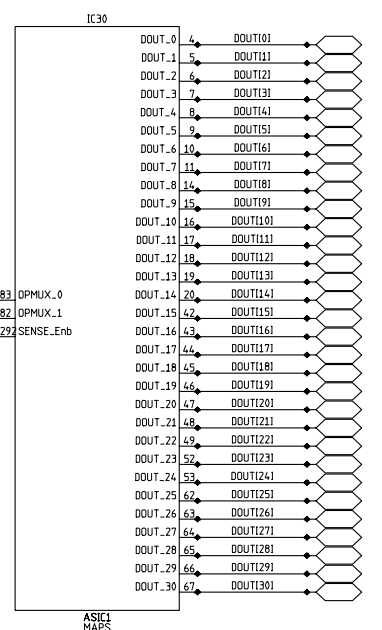 IC30
DOUT_0 4 DOUT[0]
DOUT_1 5 DOUT[1]
DOUT_2 6 DOUT[2]
DOUT_3 7 DOUT[3]
DOUT_4 8 DOUT[4]
DOUT_5 9 DOUT[5]
DOUT_6 10 DOUT[6]
DOUT_7 11 DOUT[7]
DOUT_8 14 DOUT[8]
DOUT_9 15 DOUT[9]
DOUT_10 16 DOUT[10]
DOUT_11 17 DOUT[11]
DOUT_12 18 DOUT[12]
DOUT_13 19 DOUT[13]
83 OPMUX_0 DOUT_14 20 DOUT[14]
82 OPMUX_1 DOUT_15 42 DOUT[15]
292 SENSE_Enb DOUT_16 43 DOUT[16]
DOUT_17 44 DOUT[17]
DOUT_18 45 DOUT[18]
DOUT_19 46 DOUT[19]
DOUT_20 47 DOUT[20]
DOUT_21 48 DOUT[21]
DOUT_22 49 DOUT[22]
DOUT_23 52 DOUT[23]
DOUT_24 53 DOUT[24]
DOUT_25 62 DOUT[25]
DOUT_26 63 DOUT[26]
DOUT_27 64 DOUT[27]
DOUT_28 65 DOUT[28]
DOUT_29 66 DOUT[29]
DOUT_30 67 DOUT[30]
ASIC1
MAPS